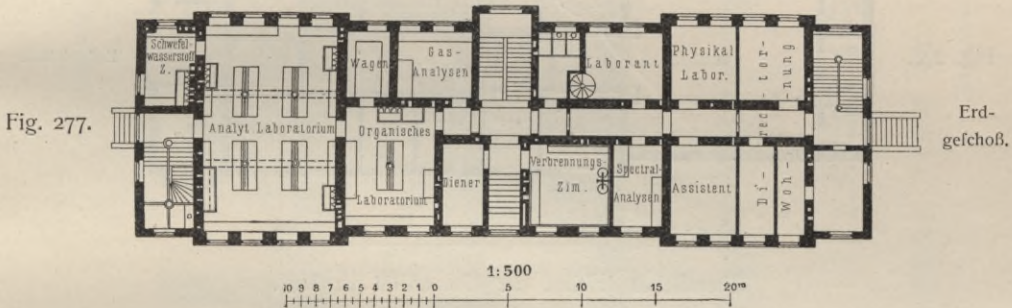 Fig. 277.
Schwefel-
wasserstoff
Z.
Wagen
Gas-
Analysen
Laborant
Physikal
Labor.
Analyt Laboratorium
Organisches
Laboratorium
Diener
Verbrennungs-
Zim.
Spectral-
Analysen
Assistent
Di-
rec-tor-
Woh-
nung
Erd-
geſchoß.
1:500
10 9 8 7 6 5 4 3 2 1 0 5 10 15 20m